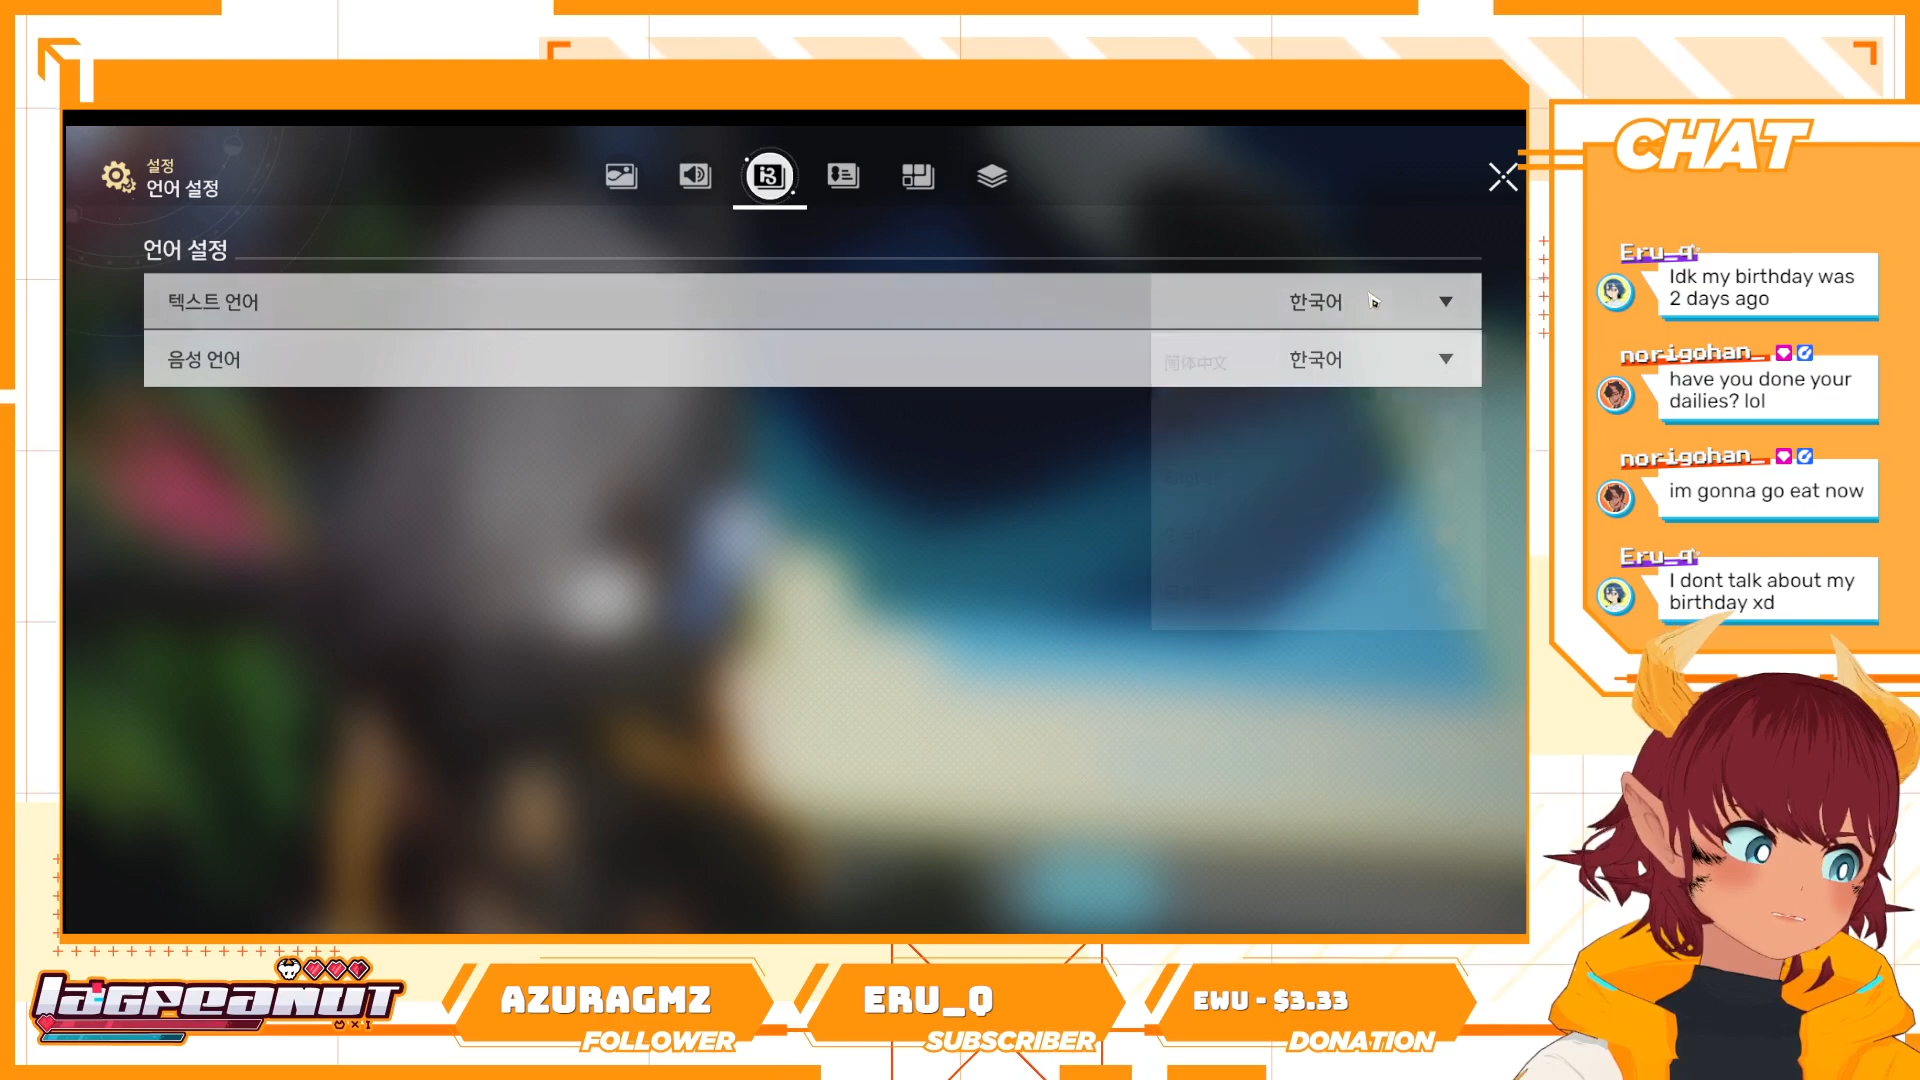 설정
언어 설정
언어 설정
텍스트 언어
한국어
음성 언어
简体中文
한국어
English
CHAT
Eru_q
Idk my birthday was
2 days ago
norigohan_
have you done your
dailies? lol
norigohan_
im gonna go eat now
Eru_q
I dont talk about my
birthday xd
lagpeanut
AZURAGMZ
FOLLOWER
ERU_Q
SUBSCRIBER
EWU - $3.33
DONATION